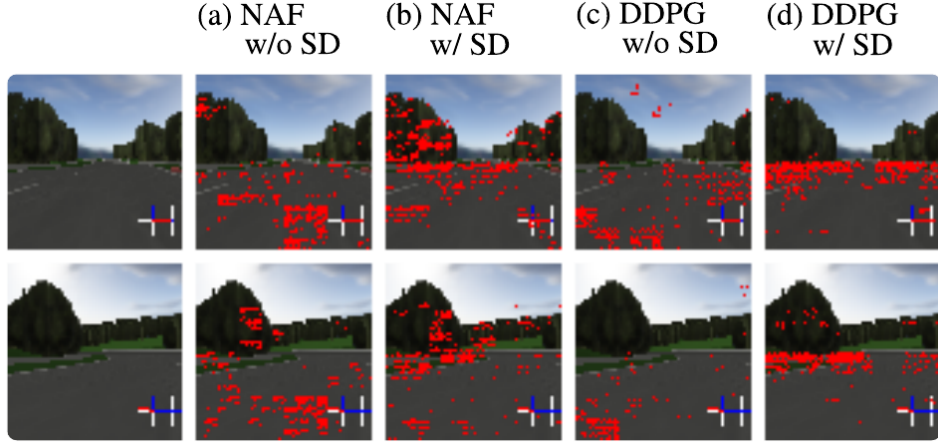 (a) NAF
w/o SD
(b) NAF
w/ SD
(c) DDPG
w/o SD
(d) DDPG
w/ SD